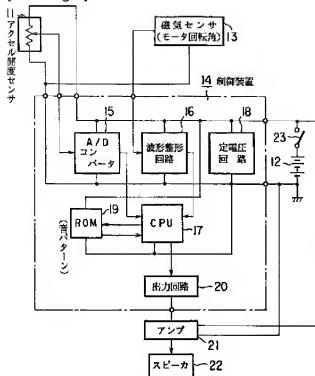 11
アクセル開度センサ
磁気センサ
(モータ回転角)
13
14 制御装置
15
16
18
A/D
コン
バータ
波形整形
回路
定電圧
回路
23
12
19
ROM
(音パターン)
CPU
17
出力回路
20
アンプ
21
スピーカ
22